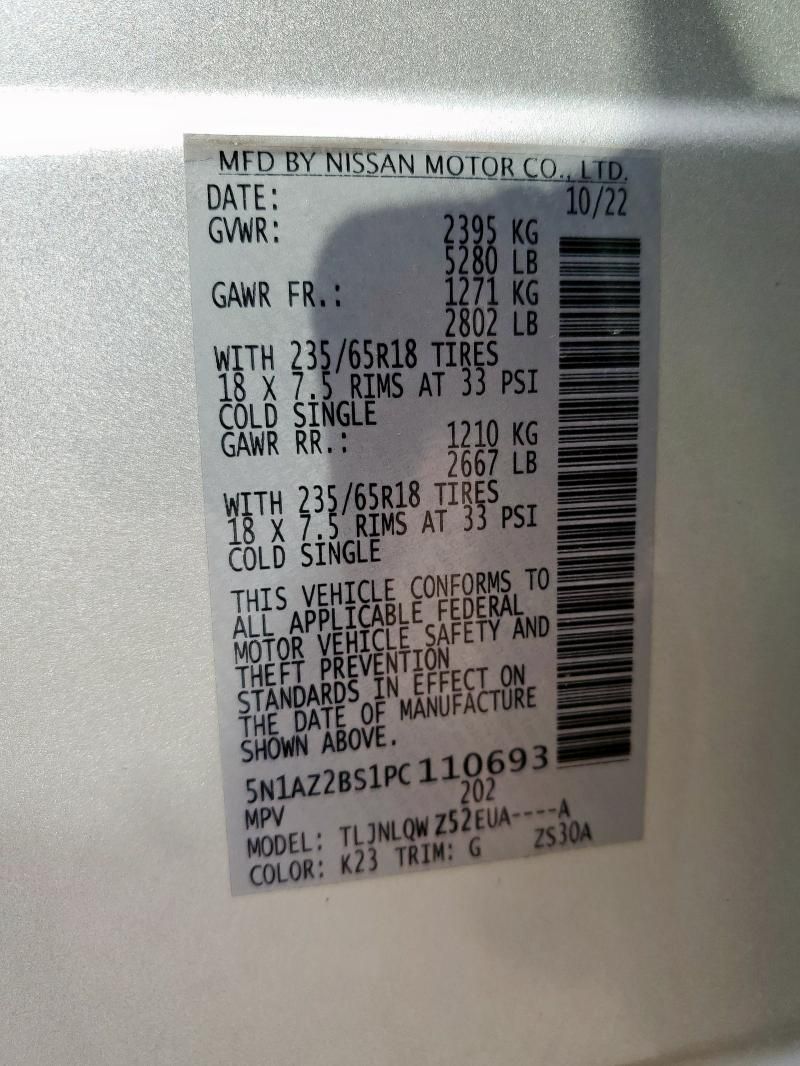 MFD BY NISSAN MOTOR CO., LTD.
DATE: 10/22
GVWR: 2395 KG
5280 LB
GAWR FR.: 1271 KG
2802 LB
WITH 235/65R18 TIRES
18 X 7.5 RIMS AT 33 PSI
COLD SINGLE
GAWR RR.: 1210 KG
2667 LB
WITH 235/65R18 TIRES
18 X 7.5 RIMS AT 33 PSI
COLD SINGLE
THIS VEHICLE CONFORMS TO
ALL APPLICABLE FEDERAL
MOTOR VEHICLE SAFETY AND
THEFT PREVENTION
STANDARDS IN EFFECT ON
THE DATE OF MANUFACTURE
SHOWN ABOVE.
5N1AZ2BS1PC110693
MPV 202
MODEL: TLJNLQW Z52EUA----A
COLOR: K23 TRIM: G ZS30A